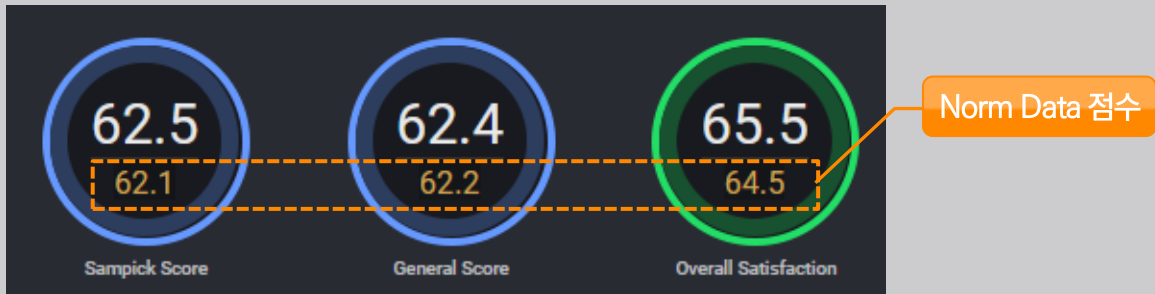 62.5
62.1
Sampick Score
62.4
62.2
General Score
65.5
64.5
Overall Satisfaction
Norm Data 점수